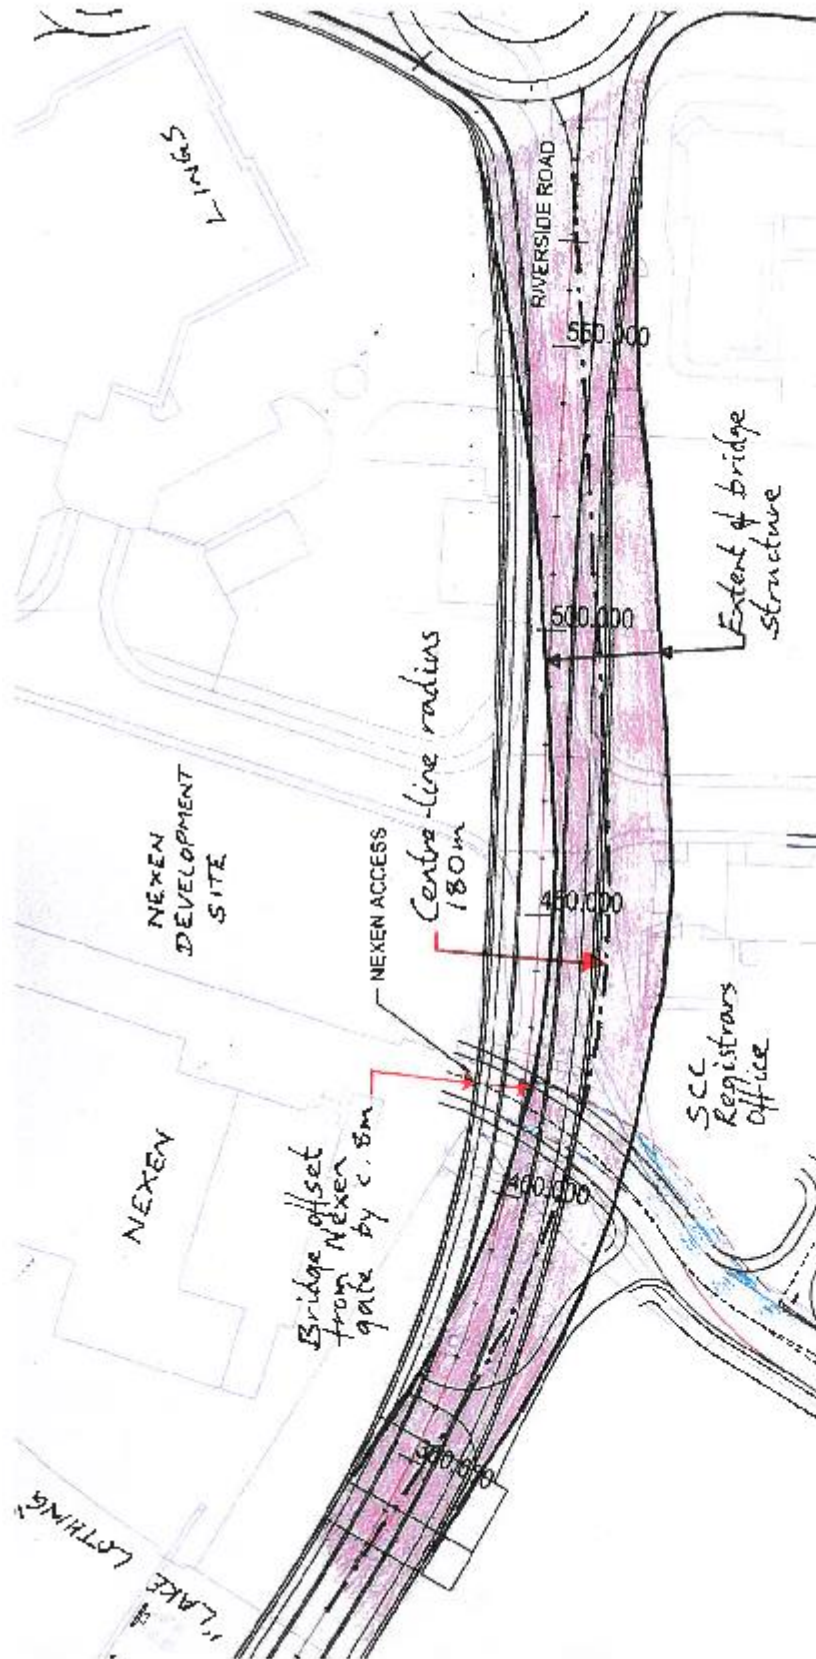 LINGS
RIVERSIDE ROAD
550.000
Extent of bridge
structure
500.000
NEXEN
DEVELOPMENT
SITE
Centre-line radius
180m
NEXEN ACCESS
450.000
SCC
Registrars
Office
Bridge offset
from Nexen
gate by c. 8m
NEXEN
400.000
"LAKE LOTHING"